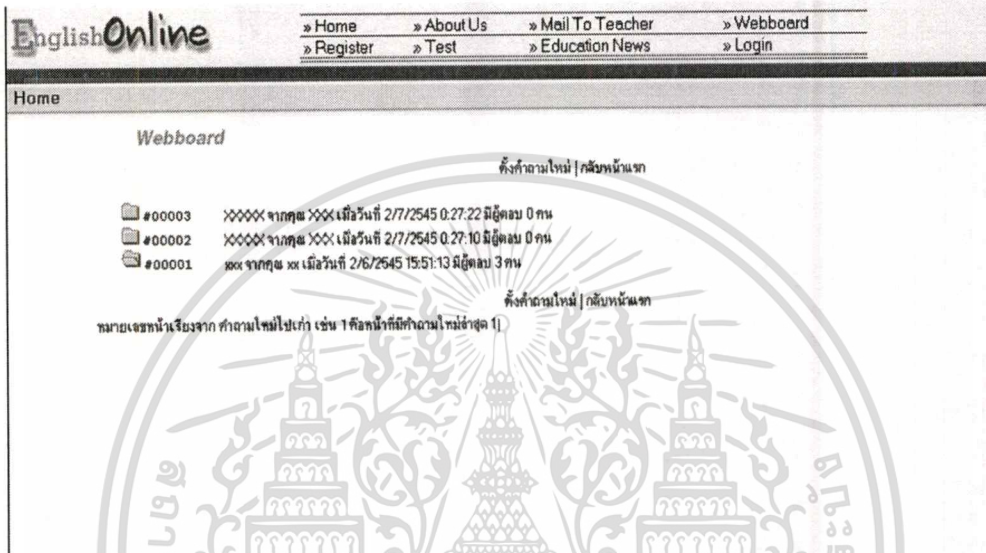 EnglishOnline
» Home » About Us » Mail To Teacher » Webboard
» Register » Test » Education News » Login
Home
Webboard
ตั้งคำถามใหม่ | กลับหน้าแรก
#00003 XXXXX จากคุณ XXX เมื่อวันที่ 2/7/2545 0:27:22 มีผู้ตอบ 0 คน
#00002 XXXXX จากคุณ XXX เมื่อวันที่ 2/7/2545 0:27:10 มีผู้ตอบ 0 คน
#00001 xxx จากคุณ xx เมื่อวันที่ 2/6/2545 15:51:13 มีผู้ตอบ 3 คน
ตั้งคำถามใหม่ | กลับหน้าแรก
หมายเลขหน้าเรียงจาก คำถามใหม่ไปเก่า เช่น 1 คือหน้าที่มีคำถามใหม่ล่าสุด 1|